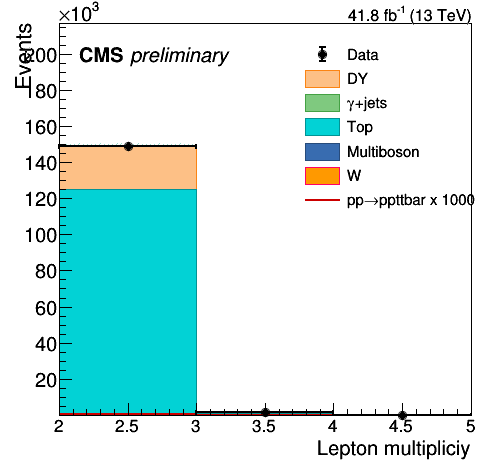 ×10³
41.8 fb⁻¹ (13 TeV)
Events
CMS preliminary
Data
DY
γ+jets
Top
Multiboson
W
pp→ppttbar x 1000
200
180
160
140
120
100
80
60
40
20
2 2.5 3 3.5 4 4.5 5
Lepton multipliciy